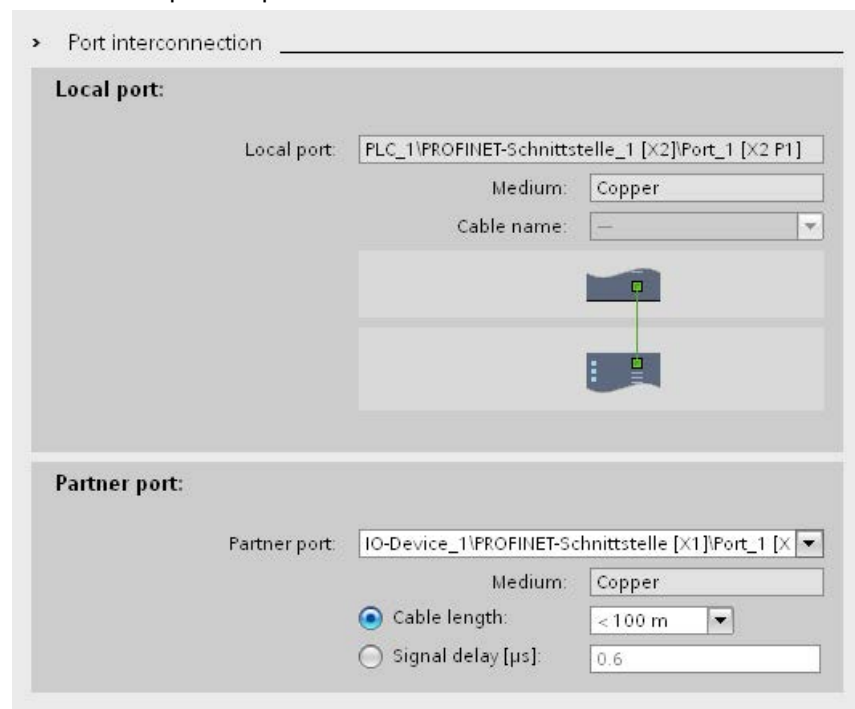 Port interconnection
Local port:
Local port: PLC_1\PROFINET-Schnittstelle_1 [X2]\Port_1 [X2 P1]
Medium: Copper
Cable name: —
Partner port:
Partner port: IO-Device_1\PROFINET-Schnittstelle [X1]\Port_1 [X
Medium: Copper
Cable length: <100 m
Signal delay [µs]: 0.6